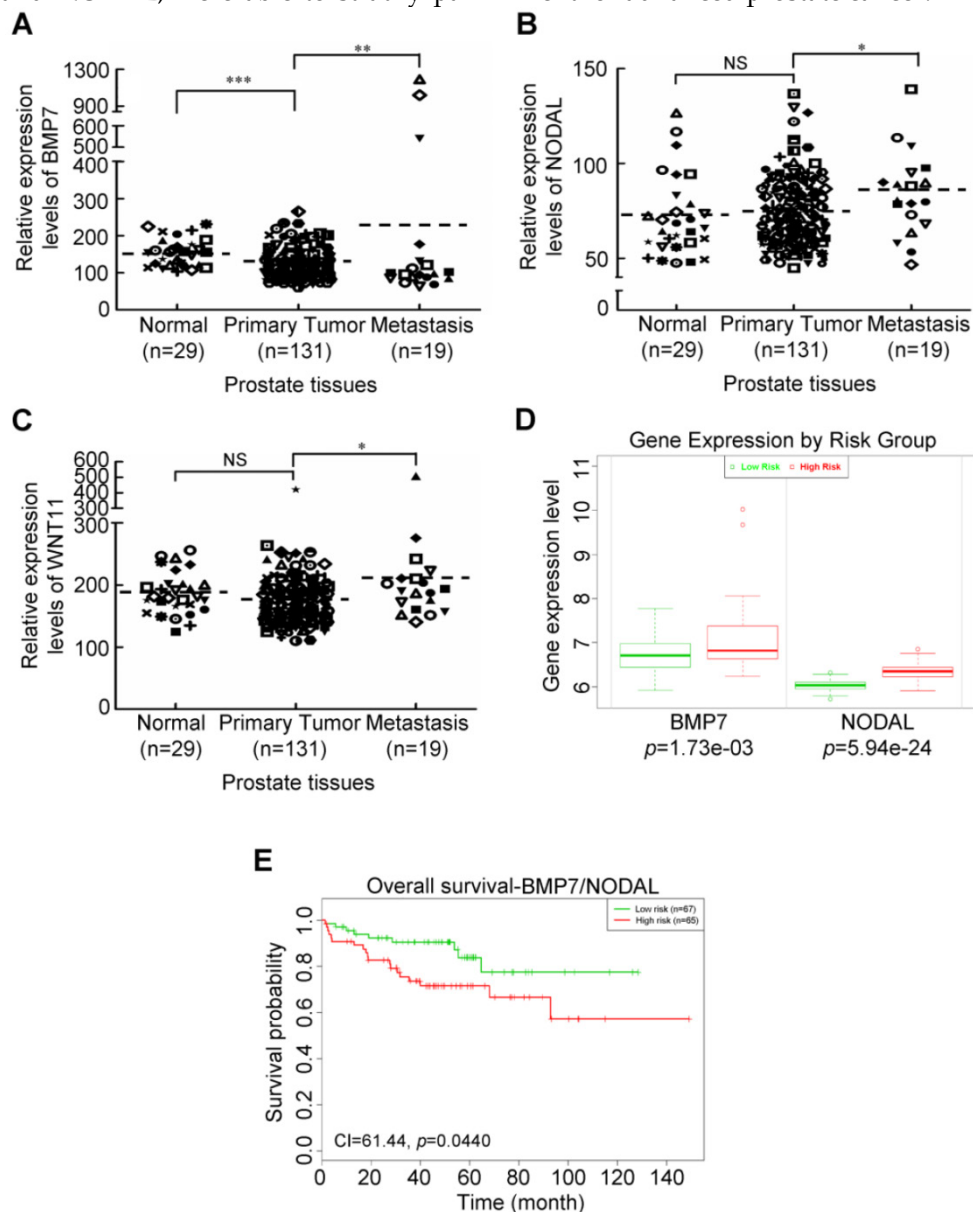 A
Relative expression
levels of BMP7
1300
900
600
500
400
300
200
100
0
***
**
Normal
(n=29)
Primary Tumor
(n=131)
Metastasis
(n=19)
Prostate tissues
B
Relative expression
levels of NODAL
150
100
50
0
NS
*
Normal
(n=29)
Primary Tumor
(n=131)
Metastasis
(n=19)
Prostate tissues
C
Relative expression
levels of WNT11
600
500
400
300
200
100
0
NS
*
Normal
(n=29)
Primary Tumor
(n=131)
Metastasis
(n=19)
Prostate tissues
D
Gene Expression by Risk Group
Low Risk
High Risk
Gene expression level
11
10
9
8
7
6
BMP7
p=1.73e-03
NODAL
p=5.94e-24
E
Overall survival-BMP7/NODAL
Low risk (n=67)
High risk (n=65)
Survival probability
1.0
0.8
0.6
0.4
0.2
0.0
CI=61.44, p=0.0440
0 20 40 60 80 100 120 140
Time (month)